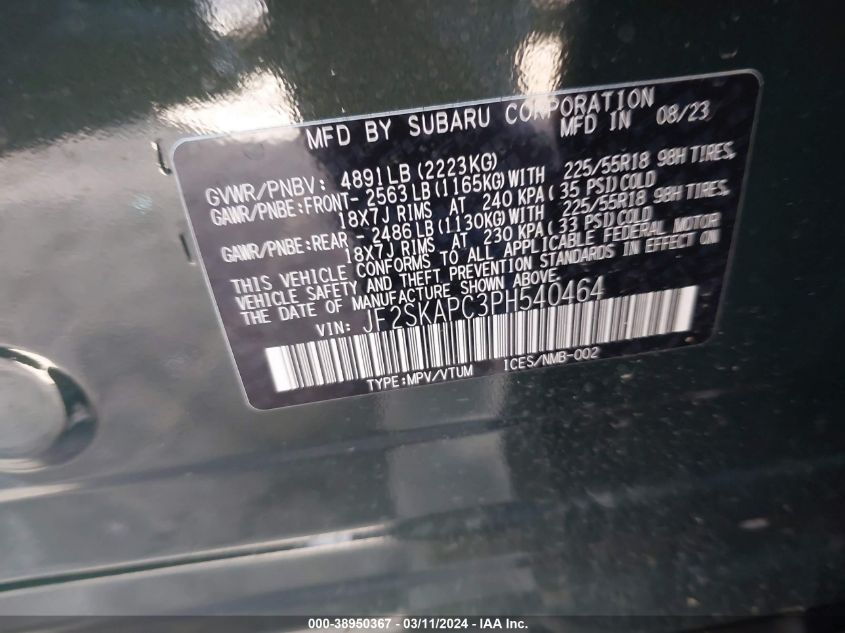 MFD BY SUBARU CORPORATION
MFD IN 08/23
GVWR/PNBV: 4891LB(2223KG)
GAWR/PNBE:FRONT- 2563LB(1165KG)WITH 225/55R18 98H TIRES,
18X7J RIMS AT 240 KPA(35 PSI)COLD
GAWR/PNBE:REAR - 2486LB(1130KG)WITH 225/55R18 98H TIRES,
18X7J RIMS AT 230 KPA(33 PSI)COLD
THIS VEHICLE CONFORMS TO ALL APPLICABLE FEDERAL MOTOR
VEHICLE SAFETY AND THEFT PREVENTION STANDARDS IN EFFECT ON
THE DATE OF MANUFACTURE SHOWN ABOVE.
VIN: JF2SKAPC3PH540464
TYPE:MPV/VTUM ICES/NMB-002
000-38950367 - 03/11/2024 - IAA Inc.